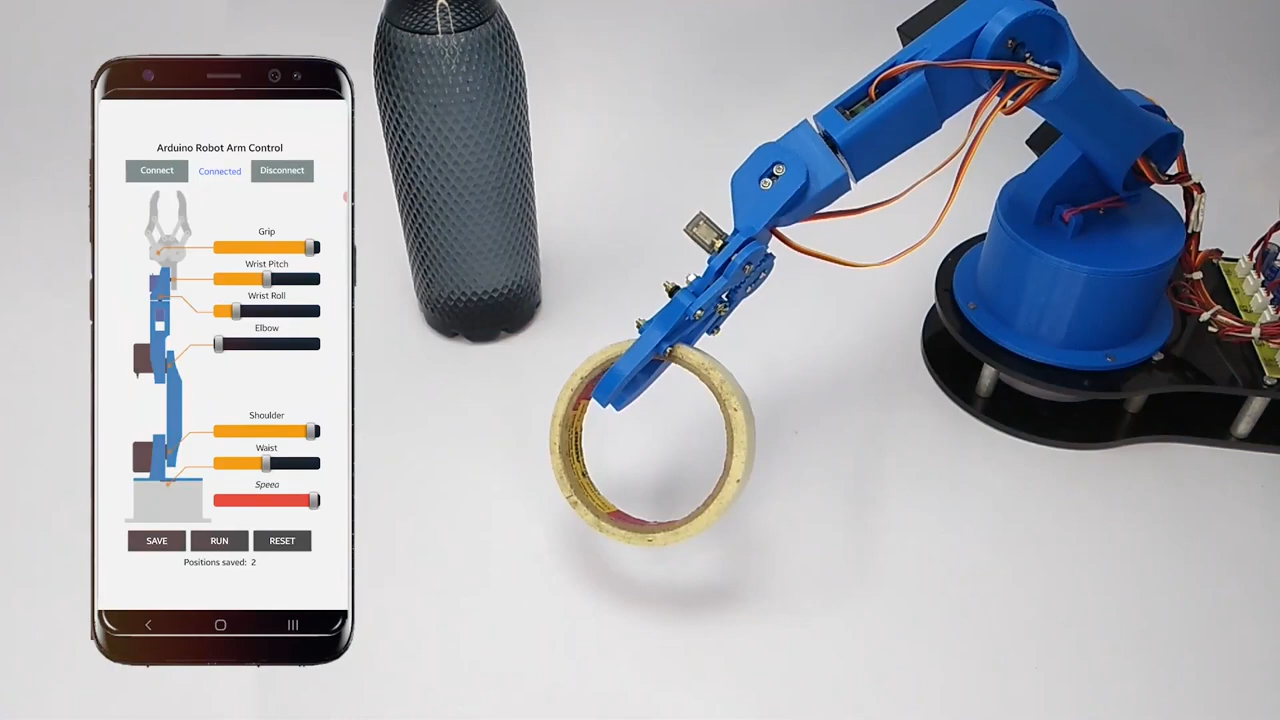 Arduino Robot Arm Control
Connect Connected Disconnect
Grip
Wrist Pitch
Wrist Roll
Elbow
Shoulder
Waist
Speed
SAVE RUN RESET
Positions saved: 2